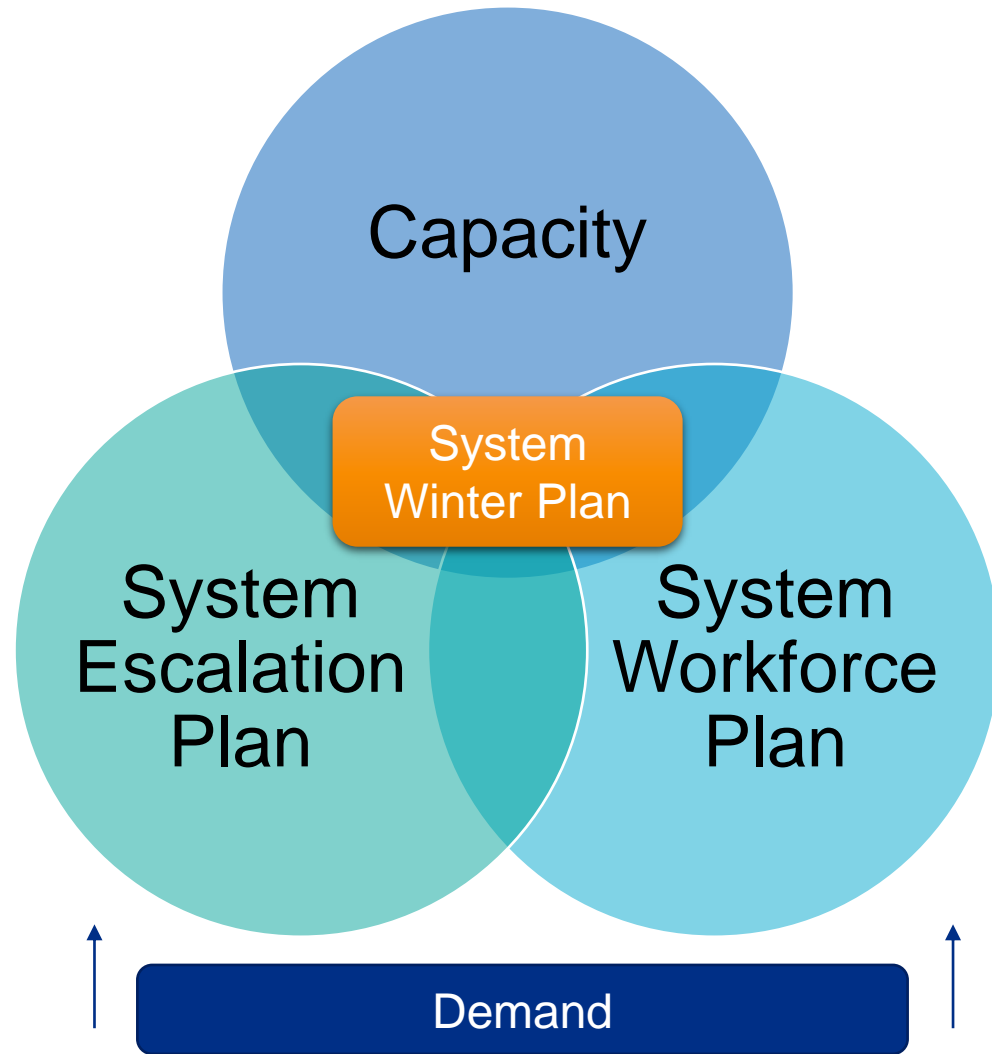 Capacity
System
Winter Plan
System
Escalation
Plan
System
Workforce
Plan
Demand